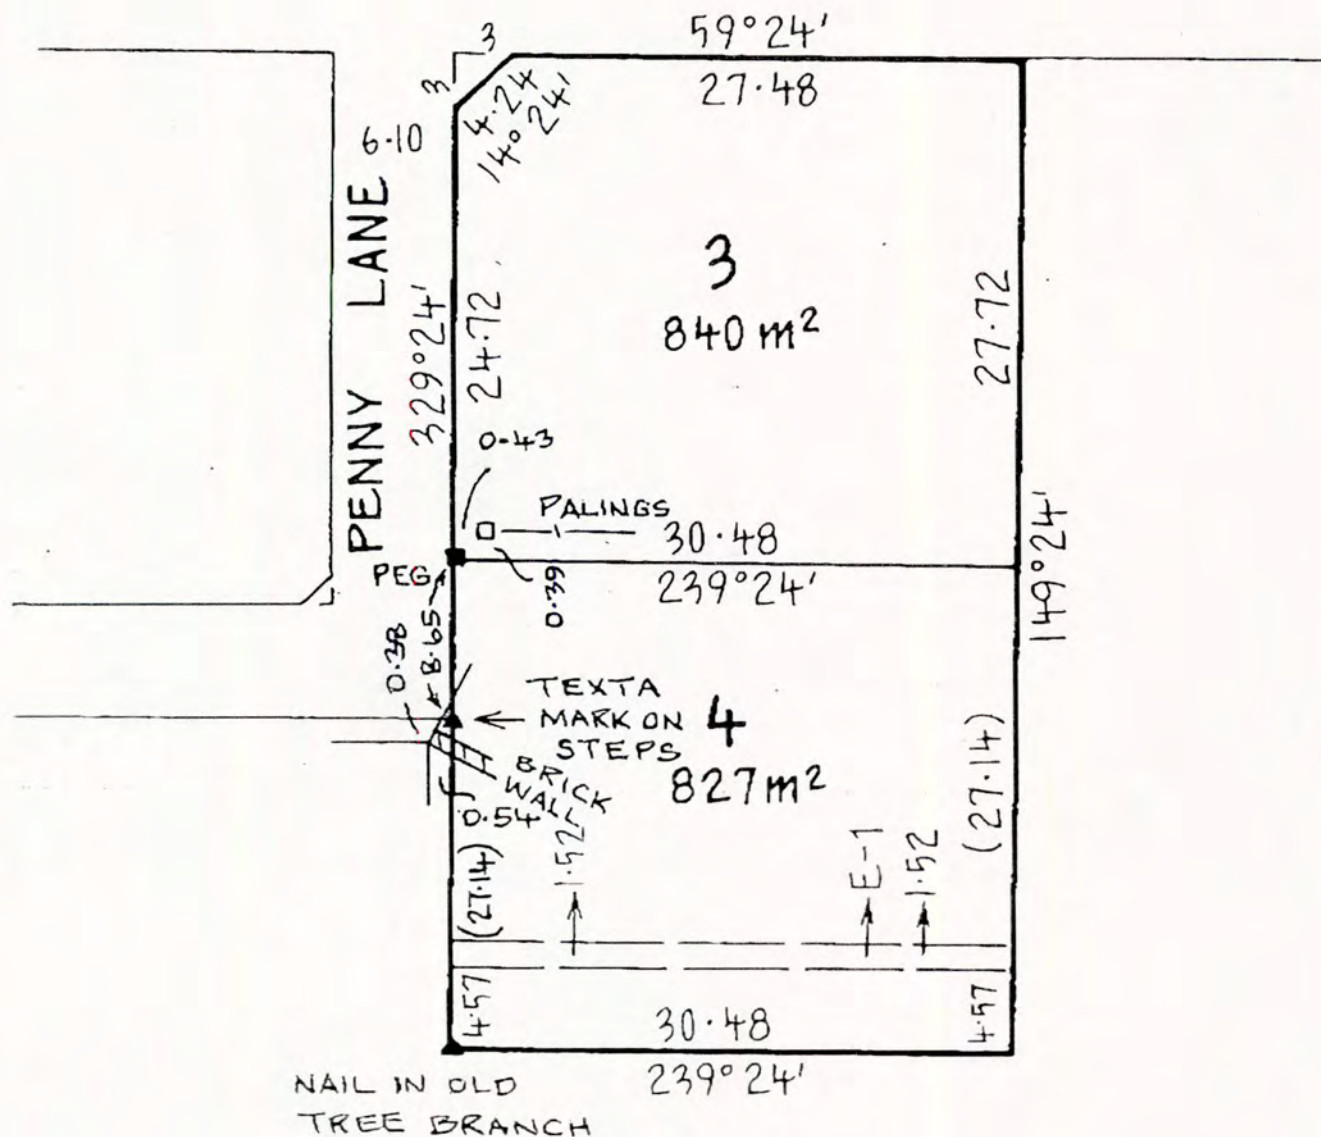 59°24'
3
3
27.48
4.24
14°24'
6.10
PENNY LANE
329°24'
24.72
3
840 m²
27.72
0.43
PALINGS
30.48
239°24'
PEG
0.39
149°24'
0.38
8.65
TEXTA
MARK ON
STEPS
4
827 m²
BRICK
WALL
0.54
(27.14)
(27.14)
1.52
E-1
1.52
4.57
30.48
4.57
239°24'
NAIL IN OLD
TREE BRANCH